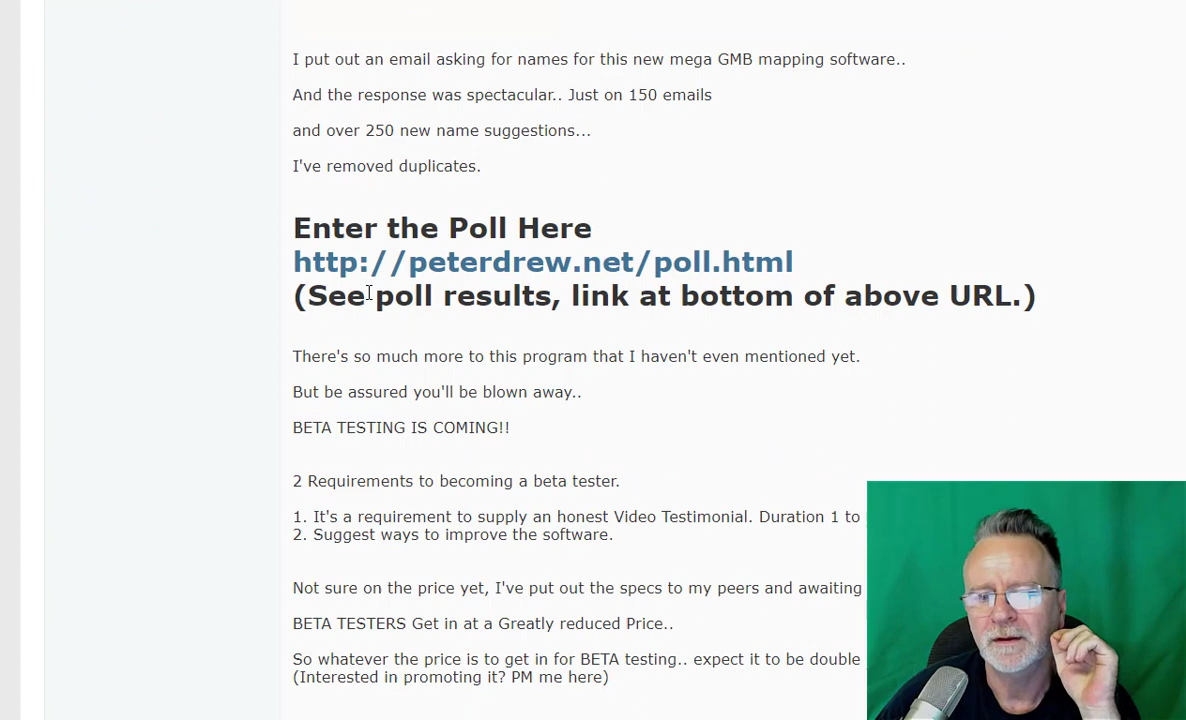 I put out an email asking for names for this new mega GMB mapping software..
And the response was spectacular.. Just on 150 emails
and over 250 new name suggestions...
I've removed duplicates.
Enter the Poll Here
http://peterdrew.net/poll.html
(See poll results, link at bottom of above URL.)
There's so much more to this program that I haven't even mentioned yet.
But be assured you'll be blown away..
BETA TESTING IS COMING!!
2 Requirements to becoming a beta tester.
1. It's a requirement to supply an honest Video Testimonial. Duration 1 to
2. Suggest ways to improve the software.
Not sure on the price yet, I've put out the specs to my peers and awaiting
BETA TESTERS Get in at a Greatly reduced Price..
So whatever the price is to get in for BETA testing.. expect it to be double
(Interested in promoting it? PM me here)